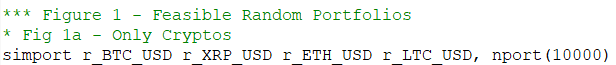 *** Figure 1 - Feasible Random Portfolios
* Fig 1a - Only Cryptos
simport r_BTC_USD r_XRP_USD r_ETH_USD r_LTC_USD, nport(10000)